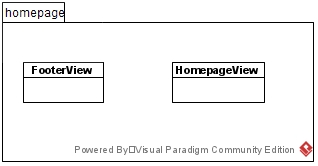 homepage
FooterView
HomepageView
Powered By Visual Paradigm Community Edition